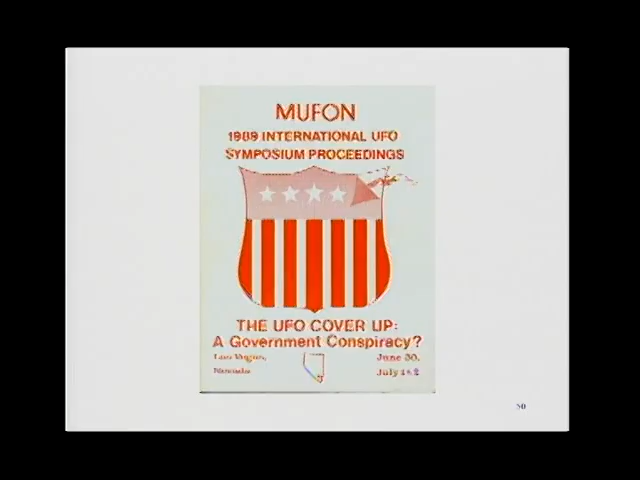 MUFON
1989 INTERNATIONAL UFO
SYMPOSIUM PROCEEDINGS
THE UFO COVER UP:
A Government Conspiracy?
Las Vegas,
Nevada
June 30,
July 1 & 2
50